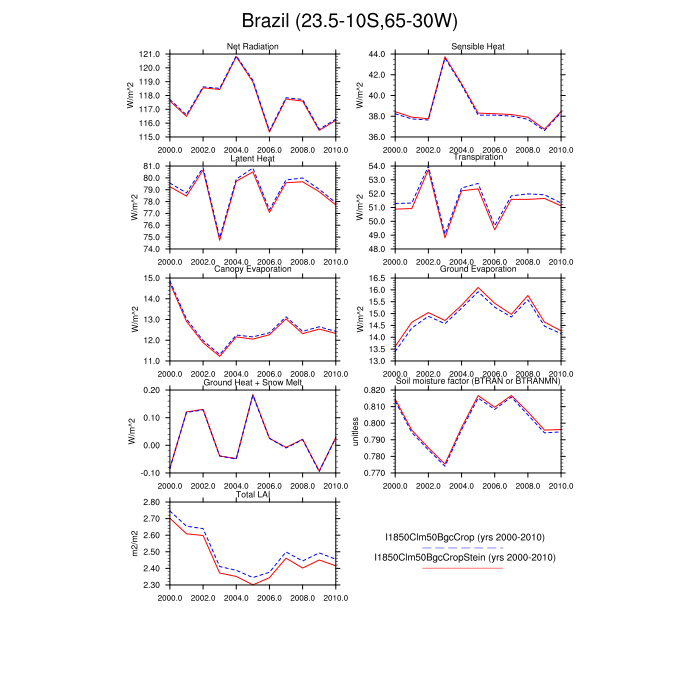 Brazil (23.5-10S,65-30W)
Net Radiation
W/m^2
121.0
120.0
119.0
118.0
117.0
116.0
115.0
2000.0 2002.0 2004.0 2006.0 2008.0 2010.0
Sensible Heat
W/m^2
44.0
42.0
40.0
38.0
36.0
2000.0 2002.0 2004.0 2006.0 2008.0 2010.0
Latent Heat
W/m^2
81.0
80.0
79.0
78.0
77.0
76.0
75.0
74.0
2000.0 2002.0 2004.0 2006.0 2008.0 2010.0
Transpiration
W/m^2
54.0
53.0
52.0
51.0
50.0
49.0
48.0
2000.0 2002.0 2004.0 2006.0 2008.0 2010.0
Canopy Evaporation
W/m^2
15.0
14.0
13.0
12.0
11.0
2000.0 2002.0 2004.0 2006.0 2008.0 2010.0
Ground Evaporation
W/m^2
16.5
16.0
15.5
15.0
14.5
14.0
13.5
13.0
2000.0 2002.0 2004.0 2006.0 2008.0 2010.0
Ground Heat + Snow Melt
W/m^2
0.20
0.10
0.00
-0.10
2000.0 2002.0 2004.0 2006.0 2008.0 2010.0
Soil moisture factor (BTRAN or BTRANMN)
unitless
0.820
0.810
0.800
0.790
0.780
0.770
2000.0 2002.0 2004.0 2006.0 2008.0 2010.0
Total LAI
m2/m2
2.80
2.70
2.60
2.50
2.40
2.30
2000.0 2002.0 2004.0 2006.0 2008.0 2010.0
I1850Clm50BgcCrop (yrs 2000-2010)
I1850Clm50BgcCropStein (yrs 2000-2010)